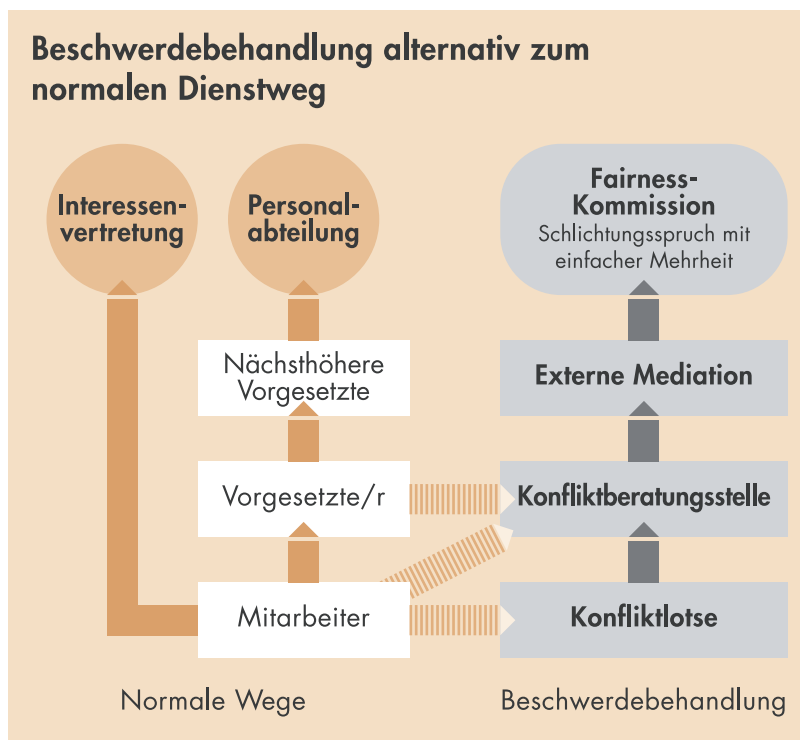 Beschwerdebehandlung alternativ zum
normalen Dienstweg
Interessen-
vertretung
Personal-
abteilung
Fairness-
Kommission
Schlichtungsspruch mit
einfacher Mehrheit
Nächsthöhere
Vorgesetzte
Externe Mediation
Vorgesetzte/r
Konfliktberatungsstelle
Mitarbeiter
Konfliktlotse
Normale Wege
Beschwerdebehandlung